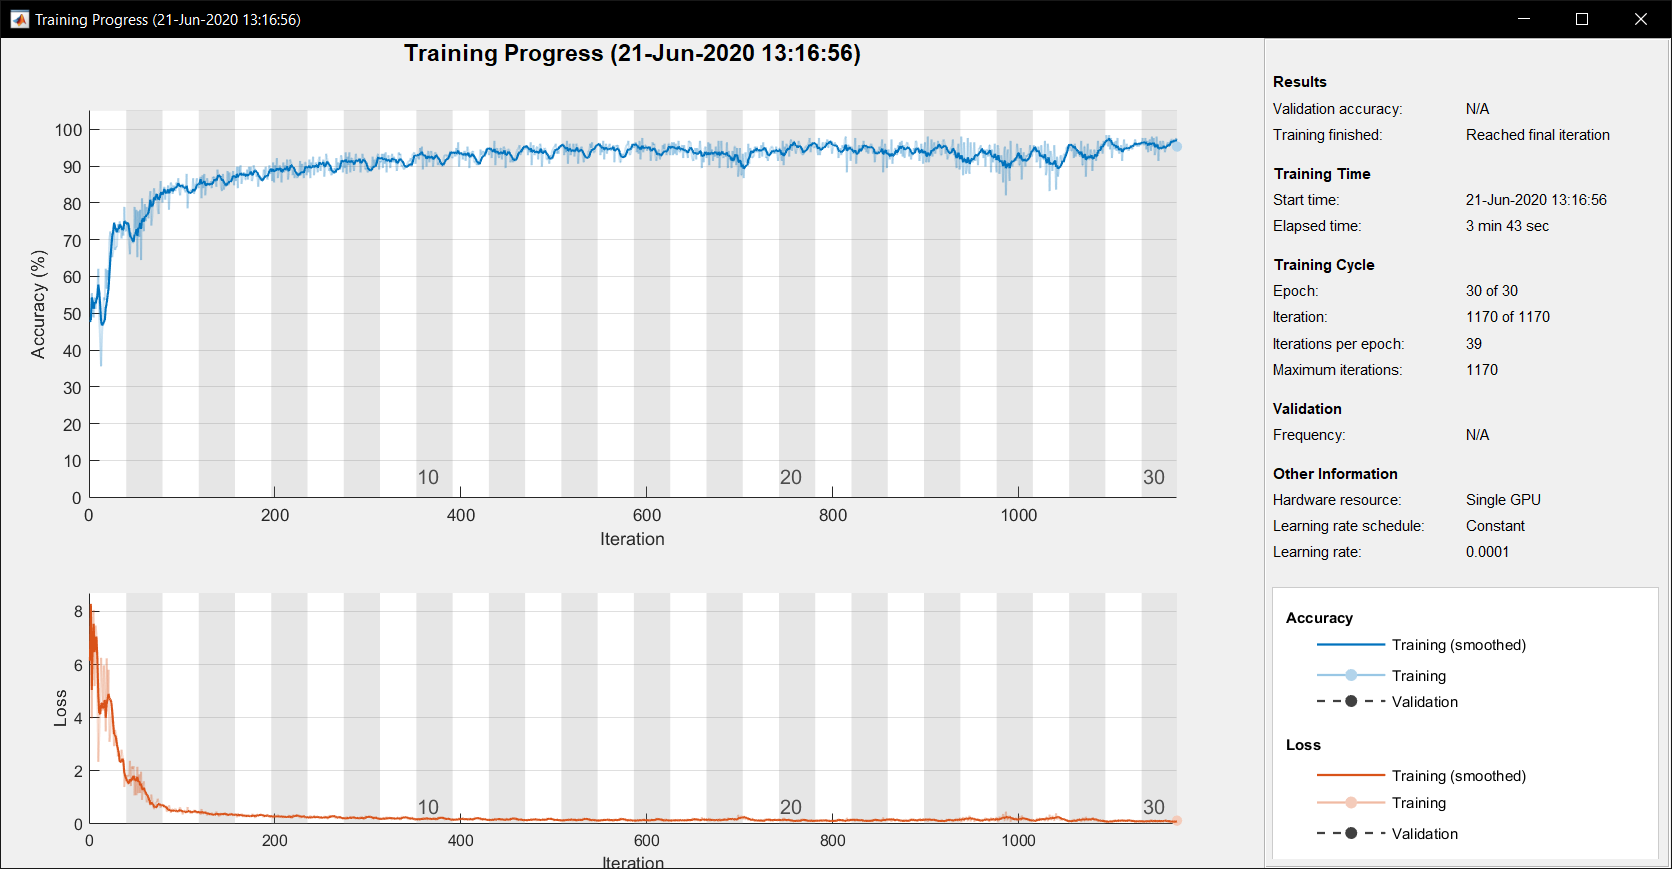 Training Progress (21-Jun-2020 13:16:56)
Training Progress (21-Jun-2020 13:16:56)
100
90
80
70
60
50
40
30
20
10
0
Accuracy (%)
10 20 30
0 200 400 600 800 1000
Iteration
8
6
4
2
0
Loss
10 20 30
0 200 400 600 800 1000
Iteration
Results
Validation accuracy: N/A
Training finished: Reached final iteration
Training Time
Start time: 21-Jun-2020 13:16:56
Elapsed time: 3 min 43 sec
Training Cycle
Epoch: 30 of 30
Iteration: 1170 of 1170
Iterations per epoch: 39
Maximum iterations: 1170
Validation
Frequency: N/A
Other Information
Hardware resource: Single GPU
Learning rate schedule: Constant
Learning rate: 0.0001
Accuracy
Training (smoothed)
Training
Validation
Loss
Training (smoothed)
Training
Validation